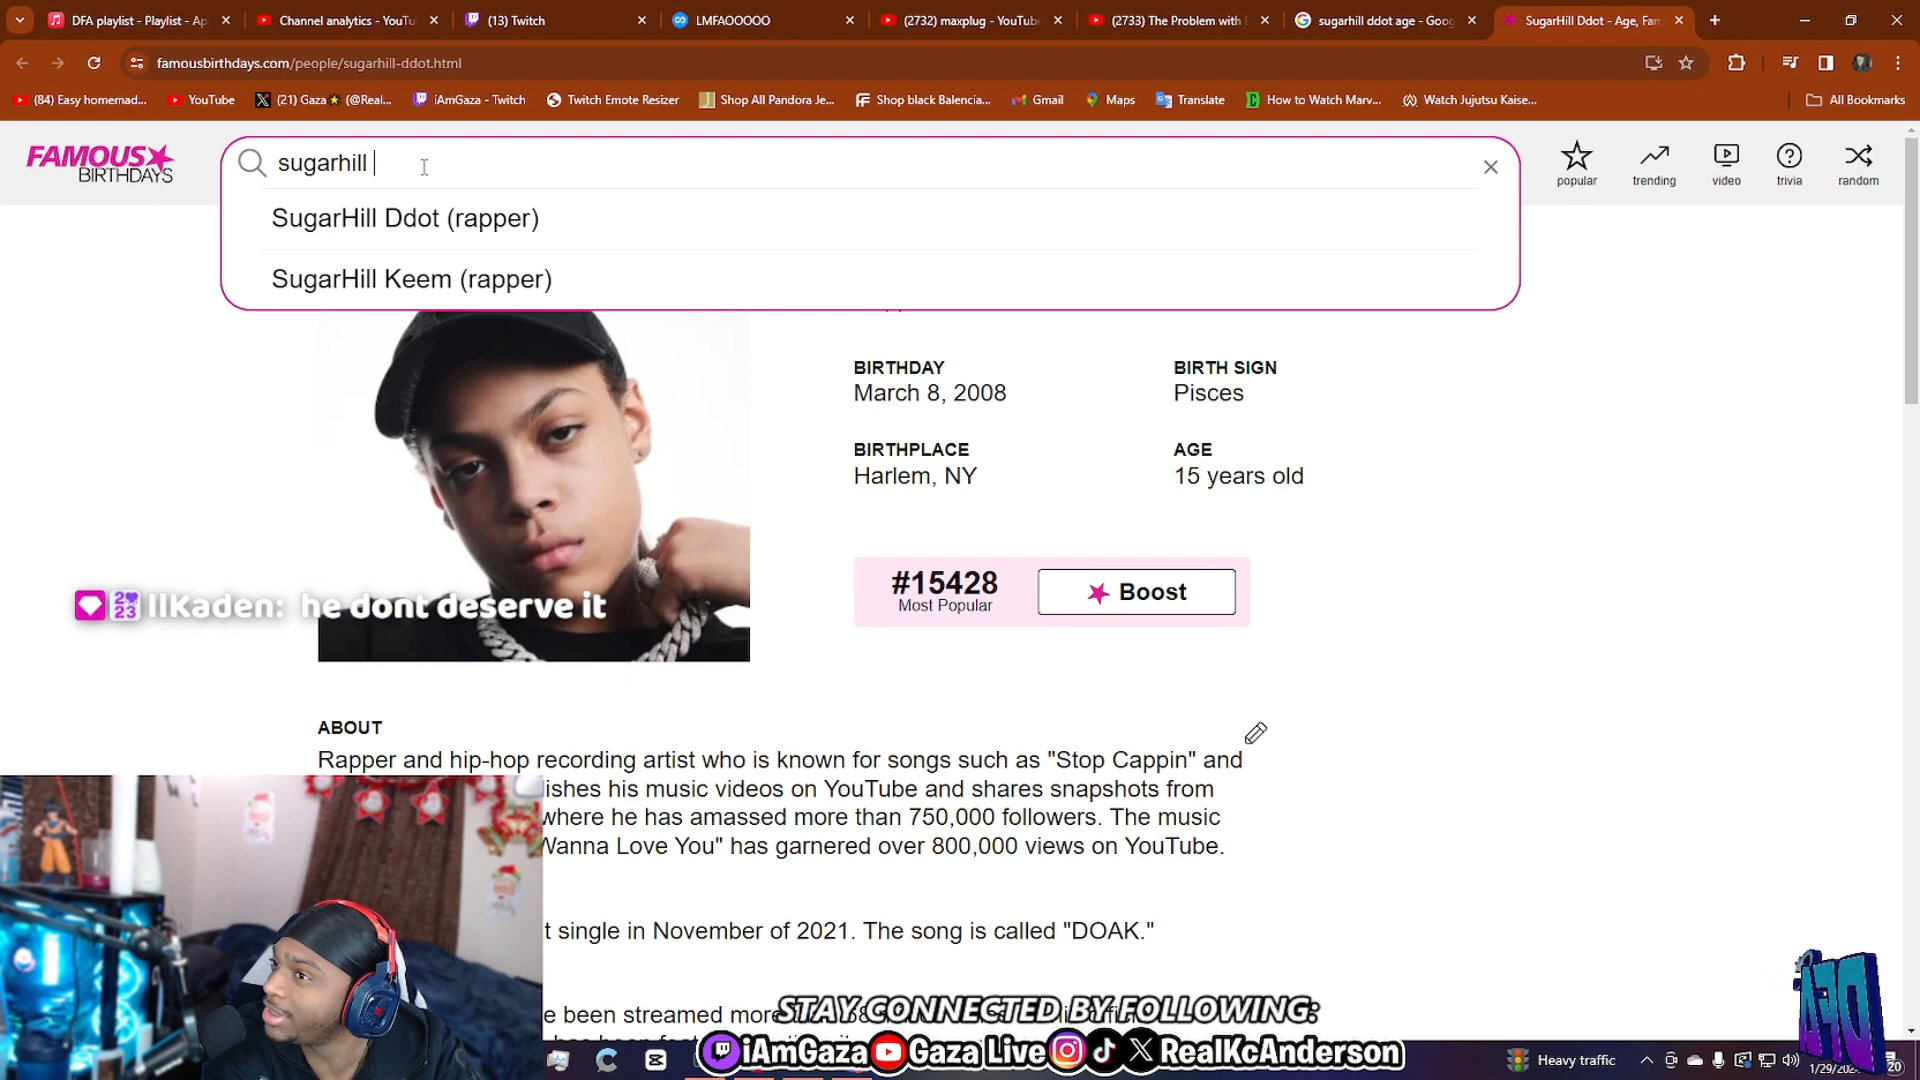 DFA playlist - Playlist - Ap
Channel analytics - YouTu
(13) Twitch
LMFAOOOOO
(2732) maxplug - YouTube
(2733) The Problem with
sugarhill ddot age - Goog
SugarHill Ddot - Age, Fam
famousbirthdays.com/people/sugarhill-ddot.html
(84) Easy homemad...
YouTube
(21) Gaza⭐ (@Real...
iAmGaza - Twitch
Twitch Emote Resizer
Shop All Pandora Je...
Shop black Balencia...
Gmail
Maps
Translate
How to Watch Marv...
Watch Jujutsu Kaise...
All Bookmarks
FAMOUS
BIRTHDAYS
sugarhill
SugarHill Ddot (rapper)
SugarHill Keem (rapper)
popular
trending
video
trivia
random
BIRTHDAY
March 8, 2008
BIRTH SIGN
Pisces
BIRTHPLACE
Harlem, NY
AGE
15 years old
#15428
Most Popular
Boost
2023 llKaden: he dont deserve it
ABOUT
Rapper and hip-hop recording artist who is known for songs such as "Stop Cappin" and
ishes his music videos on YouTube and shares snapshots from
where he has amassed more than 750,000 followers. The music
Wanna Love You" has garnered over 800,000 views on YouTube.
t single in November of 2021. The song is called "DOAK."
e been streamed more
STAY CONNECTED BY FOLLOWING:
iAmGaza
Gaza Live
RealKcAnderson
DFA
Heavy traffic
1/29/202
20